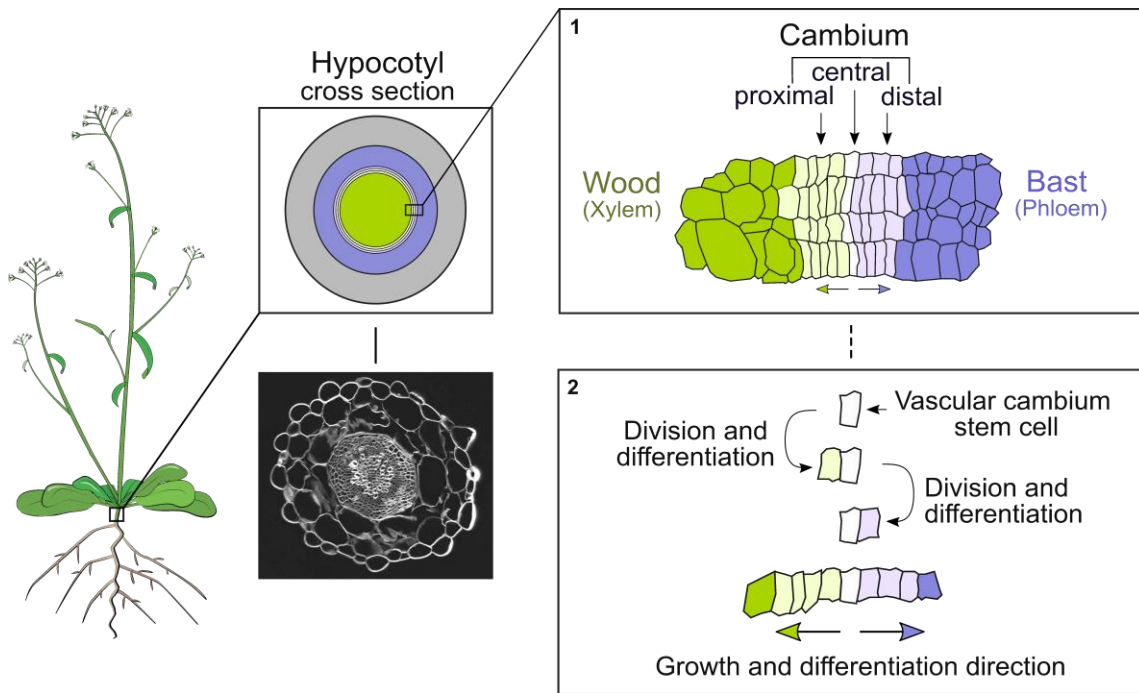 Hypocotyl
cross section
1
Cambium
central
proximal
distal
Wood
(Xylem)
Bast
(Phloem)
2
Vascular cambium
stem cell
Division and
differentiation
Division and
differentiation
Growth and differentiation direction